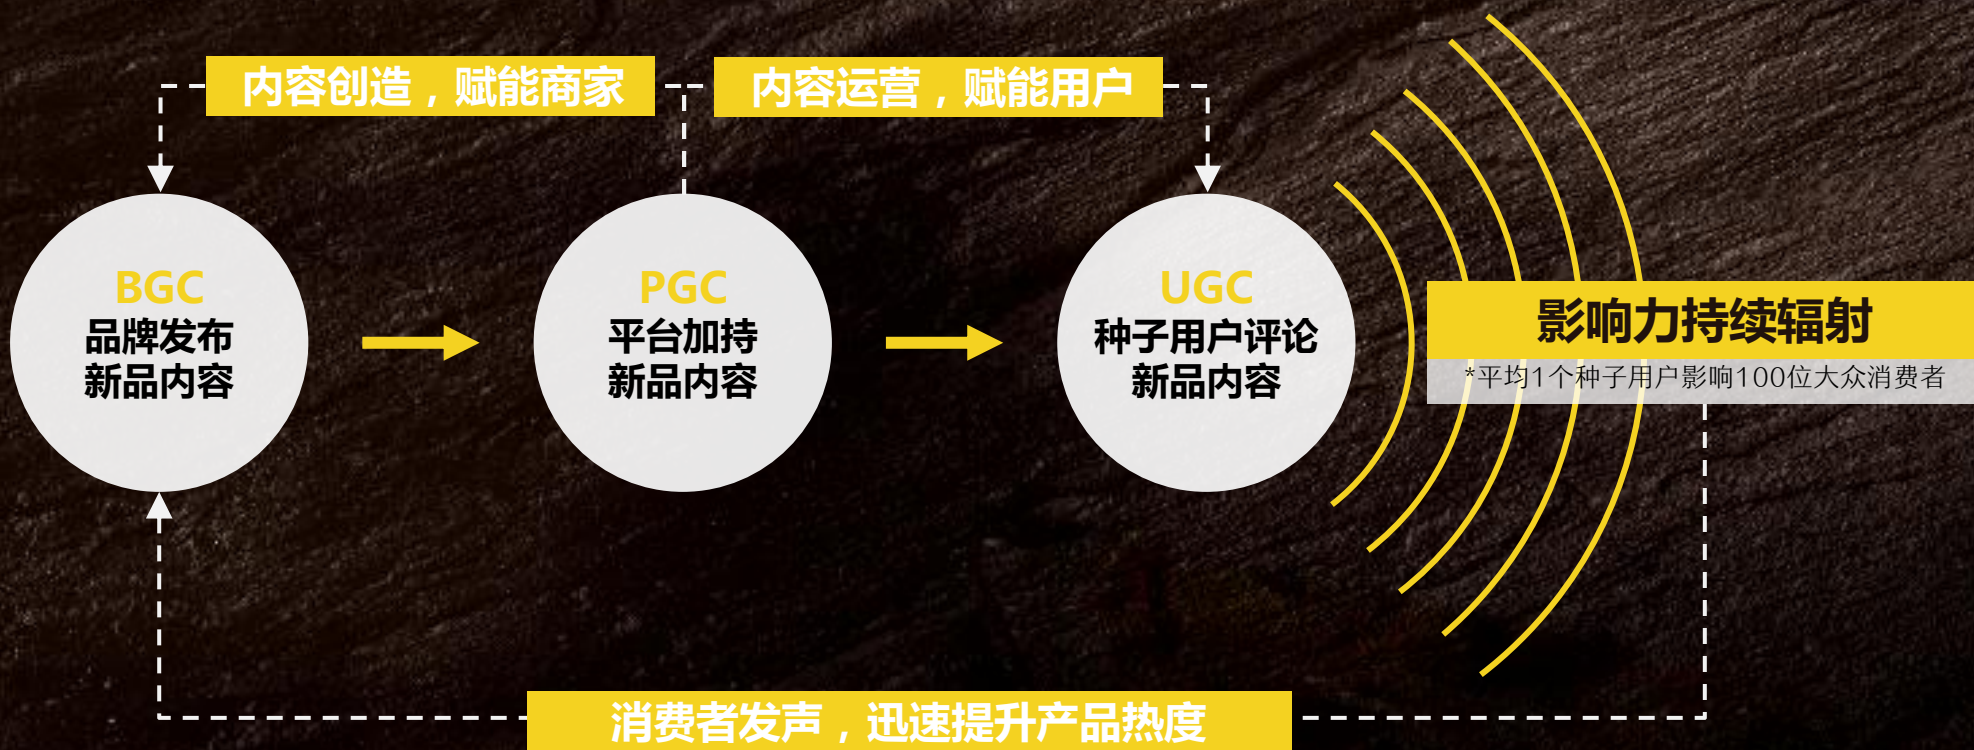 内容创造，赋能商家
内容运营，赋能用户
BGC
品牌发布
新品内容
PGC
平台加持
新品内容
UGC
种子用户评论
新品内容
影响力持续辐射
*平均1个种子用户影响100位大众消费者
消费者发声，迅速提升产品热度